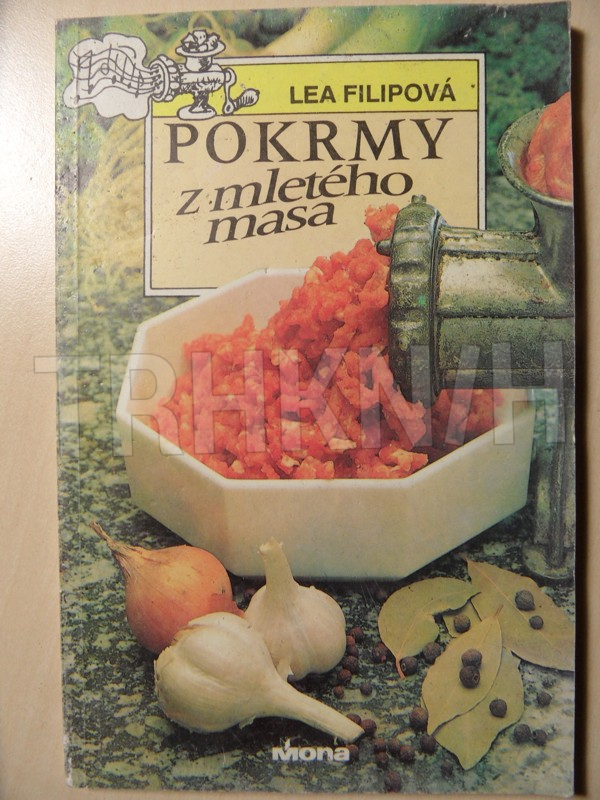 LEA FILIPOVÁ
POKRMY
z mletého
masa
TRHKNIH
Mona